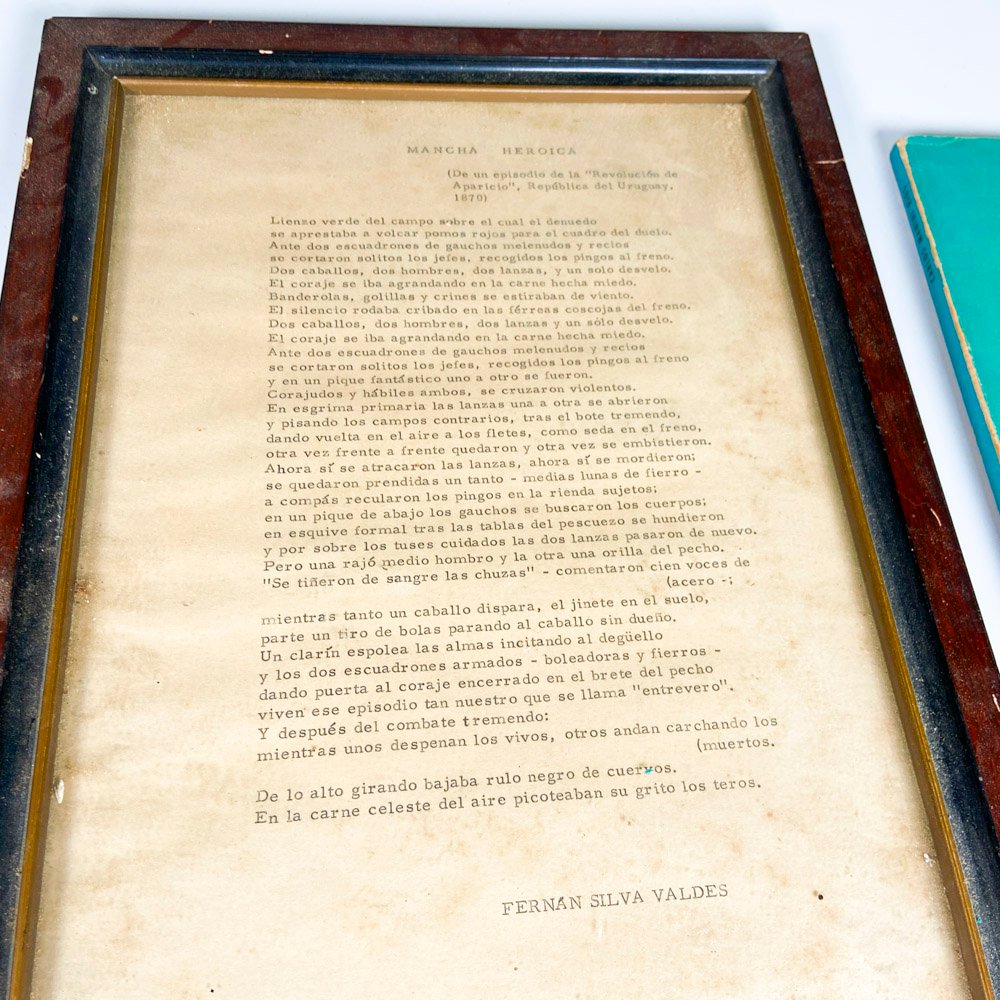 MANCHA HEROICA
(De un episodio de la "Revolución de
Aparicio", República del Uruguay,
1870)
Lienzo verde del campo sobre el cual el denuedo
se aprestaba a volcar pomos rojos para el cuadro del duelo.
Ante dos escuadrones de gauchos melenudos y recios
se cortaron solitos los jefes, recogidos los pingos al freno.
Dos caballos, dos hombres, dos lanzas, y un solo desvelo.
El coraje se iba agrandando en la carne hecha miedo.
Banderolas, golillas y crines se estiraban de viento.
El silencio rodaba cribado en las férreas coscojas del freno.
Dos caballos, dos hombres, dos lanzas y un sólo desvelo.
El coraje se iba agrandando en la carne hecha miedo.
Ante dos escuadrones de gauchos melenudos y recios
se cortaron solitos los jefes, recogidos los pingos al freno
y en un pique fantástico uno a otro se fueron.
Corajudos y hábiles ambos, se cruzaron violentos.
En esgrima primaria las lanzas una a otra se abrieron
y pisando los campos contrarios, tras el bote tremendo,
dando vuelta en el aire a los fletes, como seda en el freno,
otra vez frente a frente quedaron y otra vez se embistieron.
Ahora sí se atracaron las lanzas, ahora sí se mordieron;
se quedaron prendidas un tanto - medias lunas de fierro -
a compás recularon los pingos en la rienda sujetos;
en un pique de abajo los gauchos se buscaron los cuerpos;
en esquive formal tras las tablas del pescuezo se hundieron
y por sobre los tuses cuidados las dos lanzas pasaron de nuevo.
Pero una rajó medio hombro y la otra una orilla del pecho.
"Se tiñeron de sangre las chuzas" - comentaron cien voces de
(acero -;
mientras tanto un caballo dispara, el jinete en el suelo,
parte un tiro de bolas parando al caballo sin dueño.
Un clarín espolea las almas incitando al degüello
y los dos escuadrones armados - boleadoras y fierros -
dando puerta al coraje encerrado en el brete del pecho
viven ese episodio tan nuestro que se llama "entrevero".
Y después del combate tremendo:
mientras unos despenan los vivos, otros andan carchando los
(muertos.
De lo alto girando bajaba rulo negro de cuervos.
En la carne celeste del aire picoteaban su grito los teros.
FERNÁN SILVA VALDES